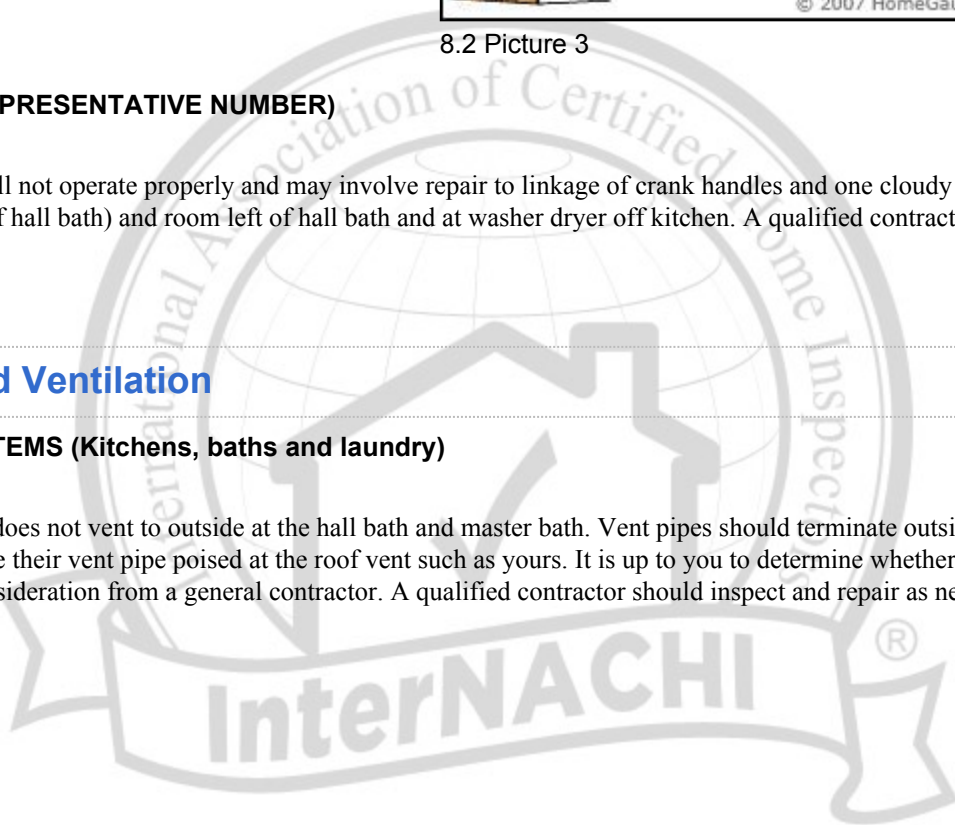 © 2007 HomeGau
8.2 Picture 3
PRESENTATIVE NUMBER)
ll not operate properly and may involve repair to linkage of crank handles and one cloudy
f hall bath) and room left of hall bath and at washer dryer off kitchen. A qualified contract
d Ventilation
TEMS (Kitchens, baths and laundry)
does not vent to outside at the hall bath and master bath. Vent pipes should terminate outsi
e their vent pipe poised at the roof vent such as yours. It is up to you to determine whether
sideration from a general contractor. A qualified contractor should inspect and repair as ne
International Association of Certified Home Inspectors
®
InterNACHI